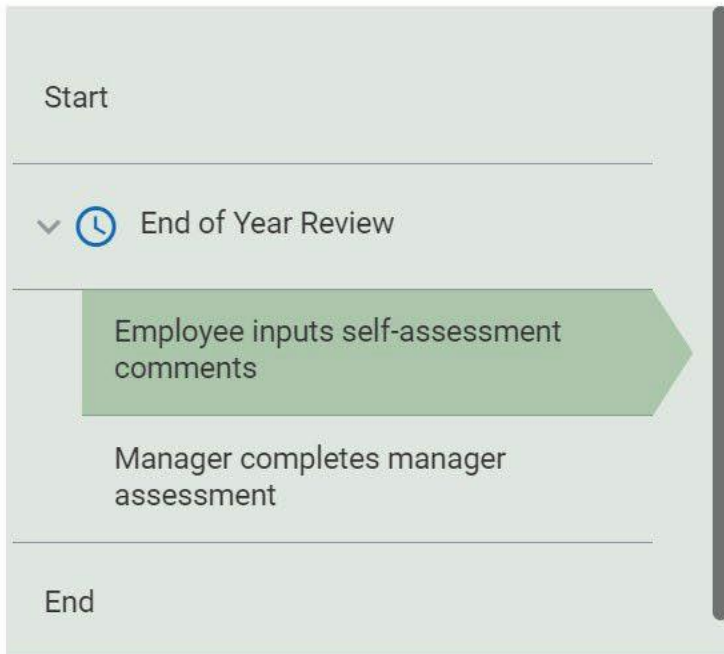 Start
End of Year Review
Employee inputs self-assessment
comments
Manager completes manager
assessment
End